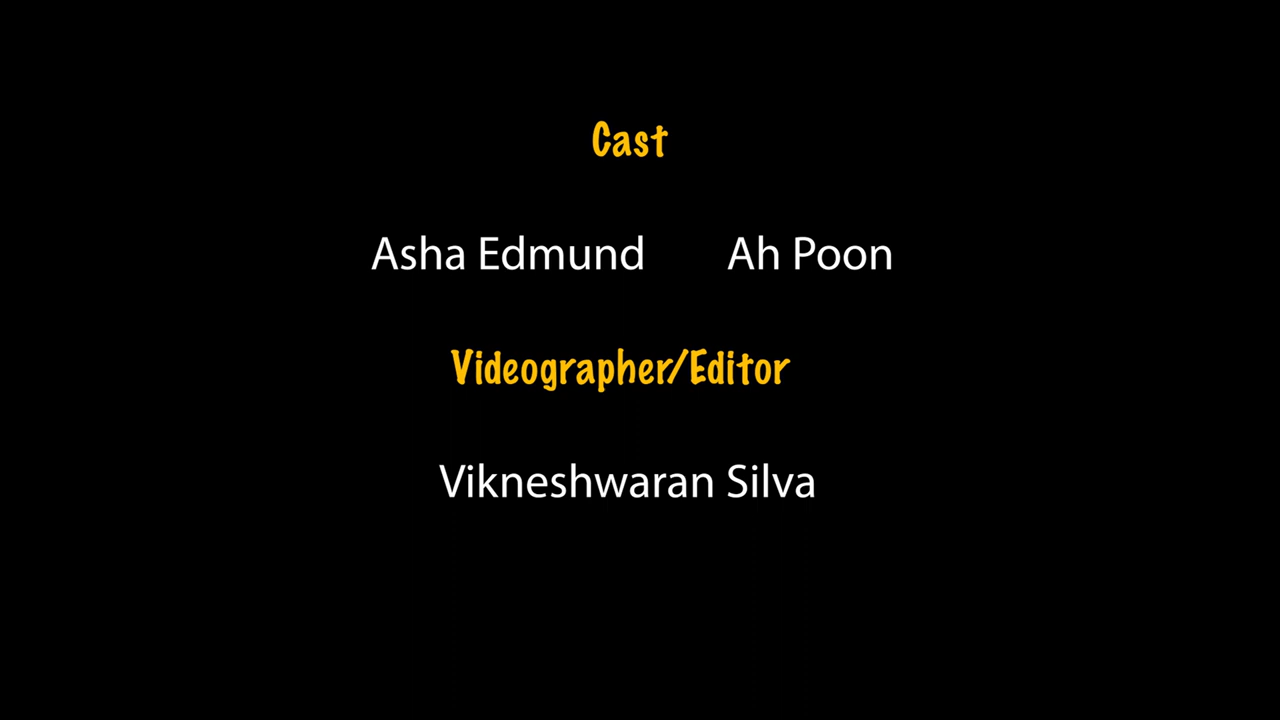 Cast
Asha Edmund Ah Poon
Videographer/Editor
Vikneshwaran Silva